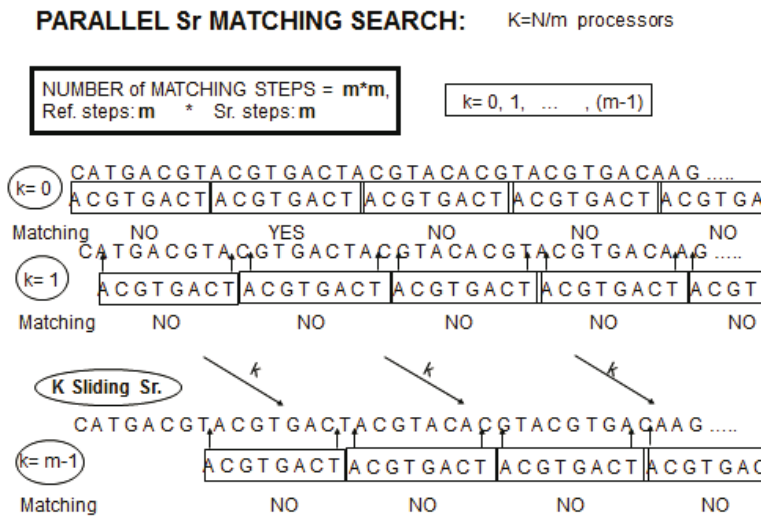 PARALLEL Sr MATCHING SEARCH: K=N/m processors
NUMBER of MATCHING STEPS = m*m,
Ref. steps: m * Sr. steps: m
k= 0, 1, ... , (m-1)
CATGACGTACGTGACTACGTACACGTACGTGACAAG.....
k= 0
ACGTGACT ACGTGACT ACGTGACT ACGTGACT ACGTGA
Matching NO YES NO NO NO
CATGACGTACGTGACTACGTACACGTACGTGACAAG.....
k= 1
ACGTGACT ACGTGACT ACGTGACT ACGTGACT ACGT
Matching NO NO NO NO NO
k k k
K Sliding Sr.
CATGACGTACGTGACTACGTACACGTACGTGACAAG.....
k= m-1
ACGTGACT ACGTGACT ACGTGACT ACGTGAC
Matching NO NO NO NO